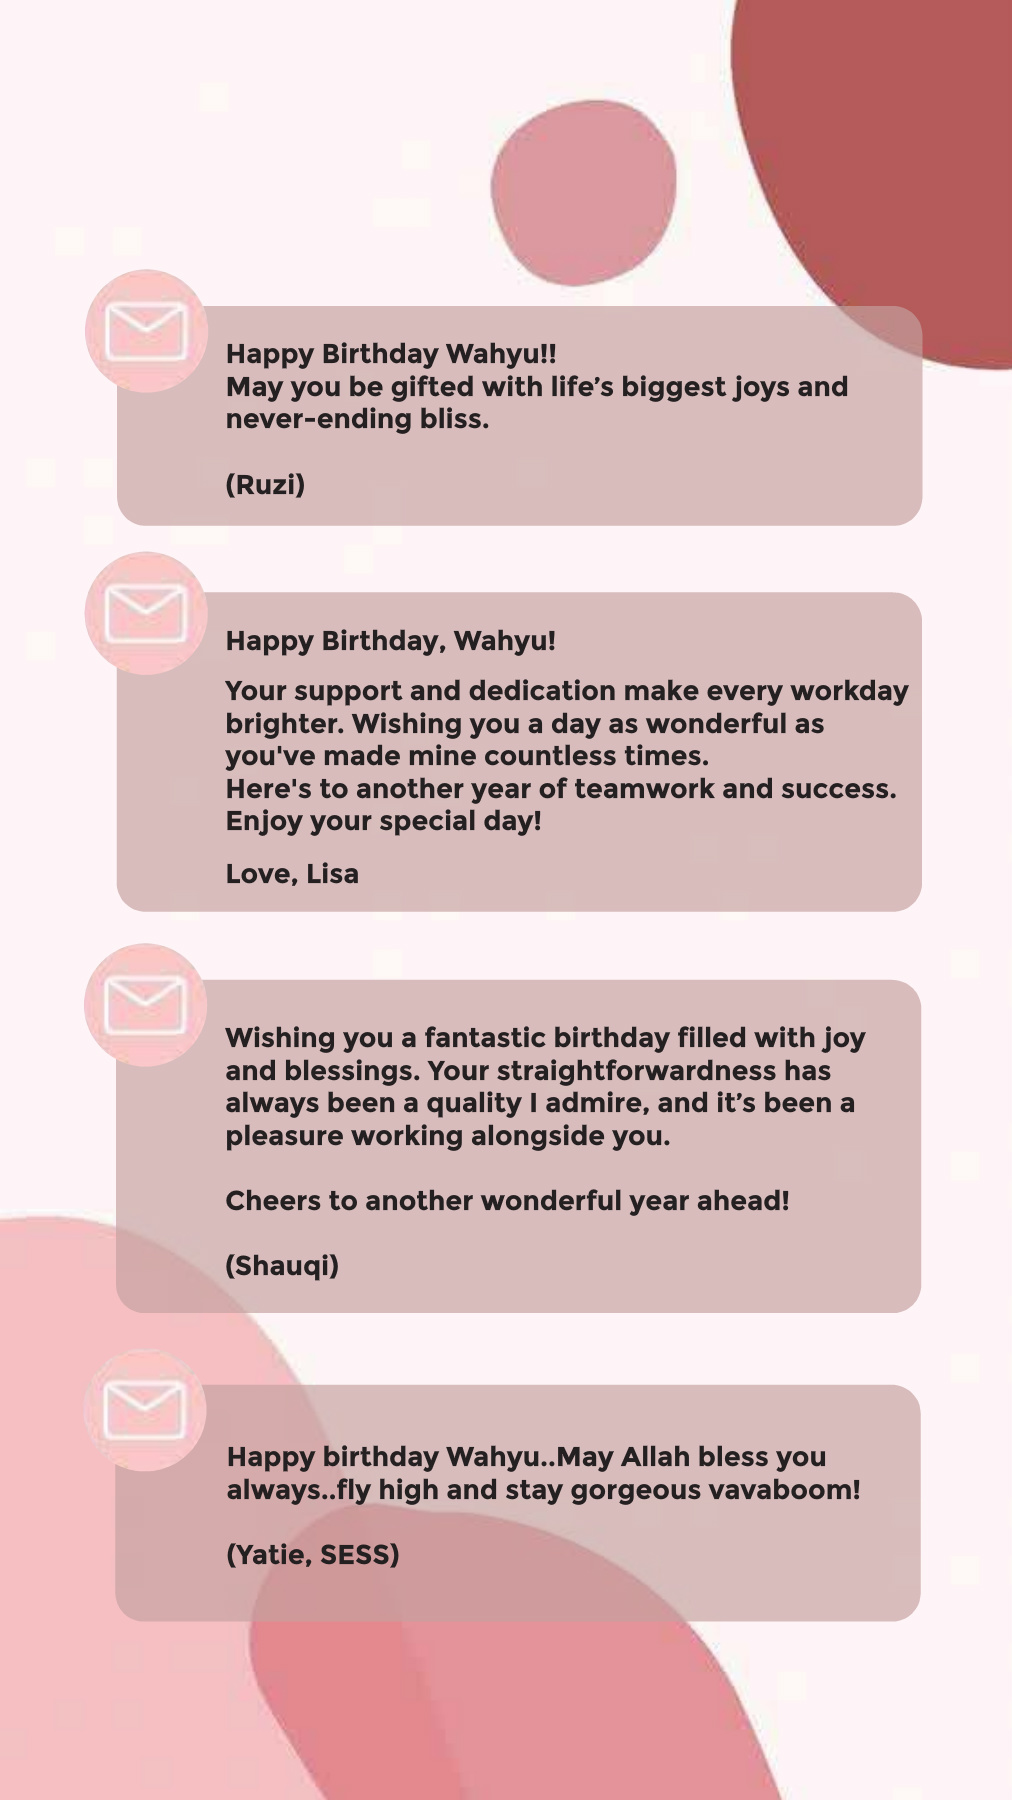 Happy Birthday Wahyu!!
May you be gifted with life’s biggest joys and
never-ending bliss.
(Ruzi)
Happy Birthday, Wahyu!
Your support and dedication make every workday
brighter. Wishing you a day as wonderful as
you've made mine countless times.
Here's to another year of teamwork and success.
Enjoy your special day!
Love, Lisa
Wishing you a fantastic birthday filled with joy
and blessings. Your straightforwardness has
always been a quality I admire, and it’s been a
pleasure working alongside you.
Cheers to another wonderful year ahead!
(Shauqi)
Happy birthday Wahyu..May Allah bless you
always..fly high and stay gorgeous vavaboom!
(Yatie, SESS)